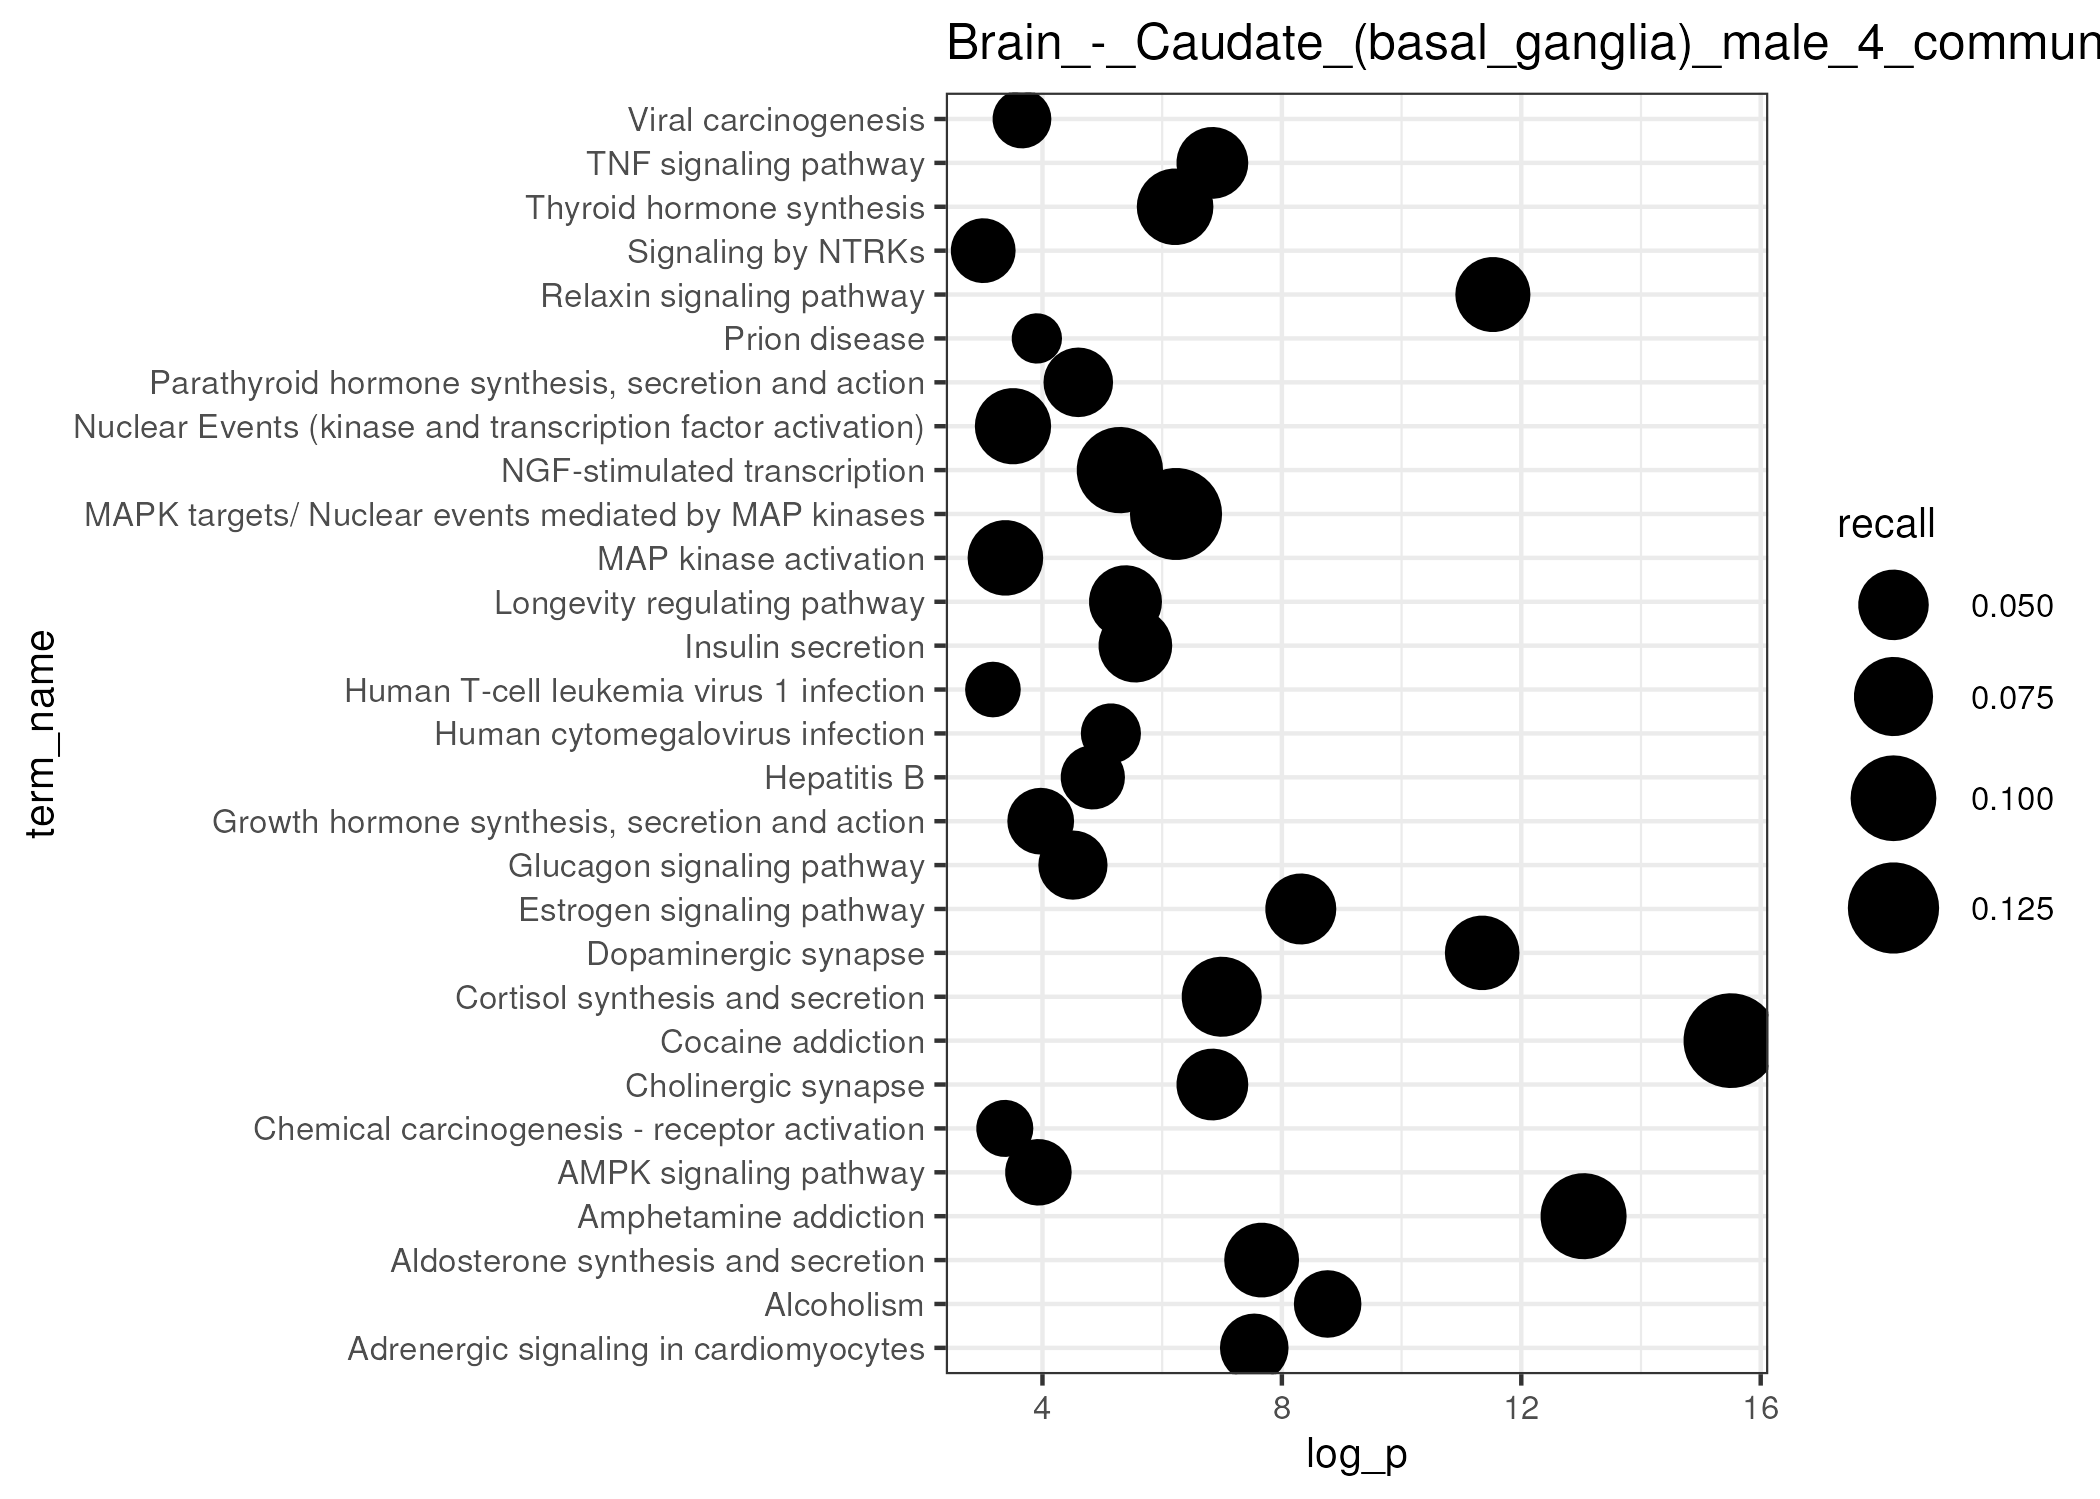 Brain_-_Caudate_(basal_ganglia)_male_4_commun
Viral carcinogenesis
TNF signaling pathway
Thyroid hormone synthesis
Signaling by NTRKs
Relaxin signaling pathway
Prion disease
Parathyroid hormone synthesis, secretion and action
Nuclear Events (kinase and transcription factor activation)
NGF-stimulated transcription
MAPK targets/ Nuclear events mediated by MAP kinases
MAP kinase activation
Longevity regulating pathway
Insulin secretion
Human T-cell leukemia virus 1 infection
Human cytomegalovirus infection
Hepatitis B
Growth hormone synthesis, secretion and action
Glucagon signaling pathway
Estrogen signaling pathway
Dopaminergic synapse
Cortisol synthesis and secretion
Cocaine addiction
Cholinergic synapse
Chemical carcinogenesis - receptor activation
AMPK signaling pathway
Amphetamine addiction
Aldosterone synthesis and secretion
Alcoholism
Adrenergic signaling in cardiomyocytes
term_name
4 8 12 16
log_p
recall
0.050
0.075
0.100
0.125